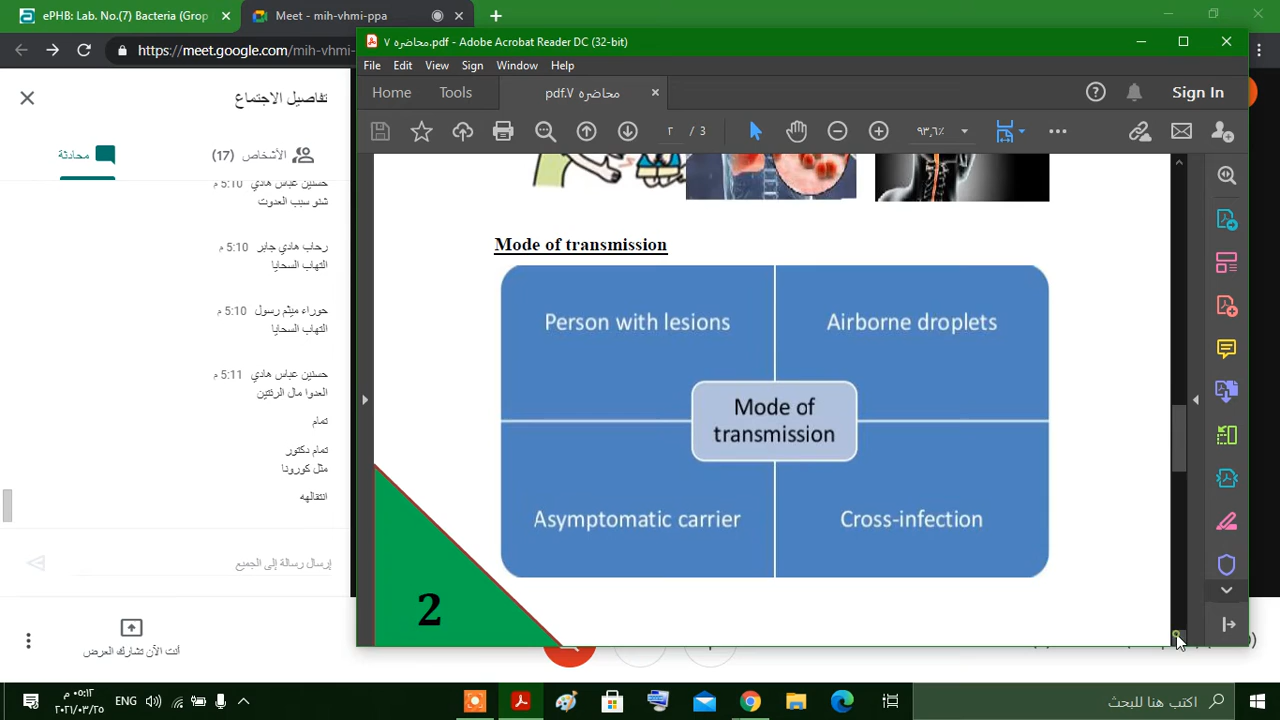 ePHB: Lab. No.(7) Bacteria (Grop
Meet - mih-vhmi-ppa
https://meet.google.com/mih-vhmi-
محاضره ٧.pdf - Adobe Acrobat Reader DC (32-bit)
File Edit View Sign Window Help
Home Tools محاضره ٧.pdf Sign In
٢ / 3 ٩٣,٦٪
تفاصيل الاجتماع
الأشخاص (17)
محادثة
حسنين عباس هادي 5:10 م
شنو سبب العدوت
رحاب هادي جابر 5:10 م
التهاب السحايا
حوراء ميثم رسول 5:10 م
التهاب السحايا
حسنين عباس هادي 5:11 م
العدوا مال الرئتين
تمام
تمام دكتور
مثل كورونا
انتقالهه
إرسال رسالة إلى الجميع
أنت الآن تشارك العرض
Mode of transmission
Person with lesions
Airborne droplets
Mode of
transmission
Asymptomatic carrier
Cross-infection
2
٠٥:١٢ م
٢٠٢١/٠٣/٢٥
ENG
اكتب هنا للبحث